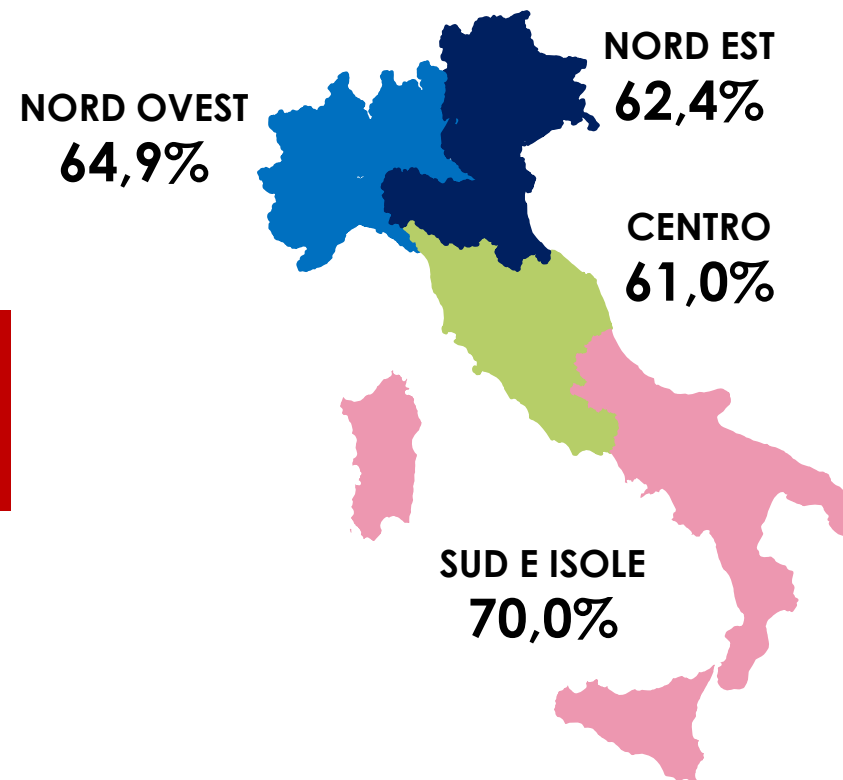 NORD EST
62,4%
NORD OVEST
64,9%
CENTRO
61,0%
SUD E ISOLE
70,0%